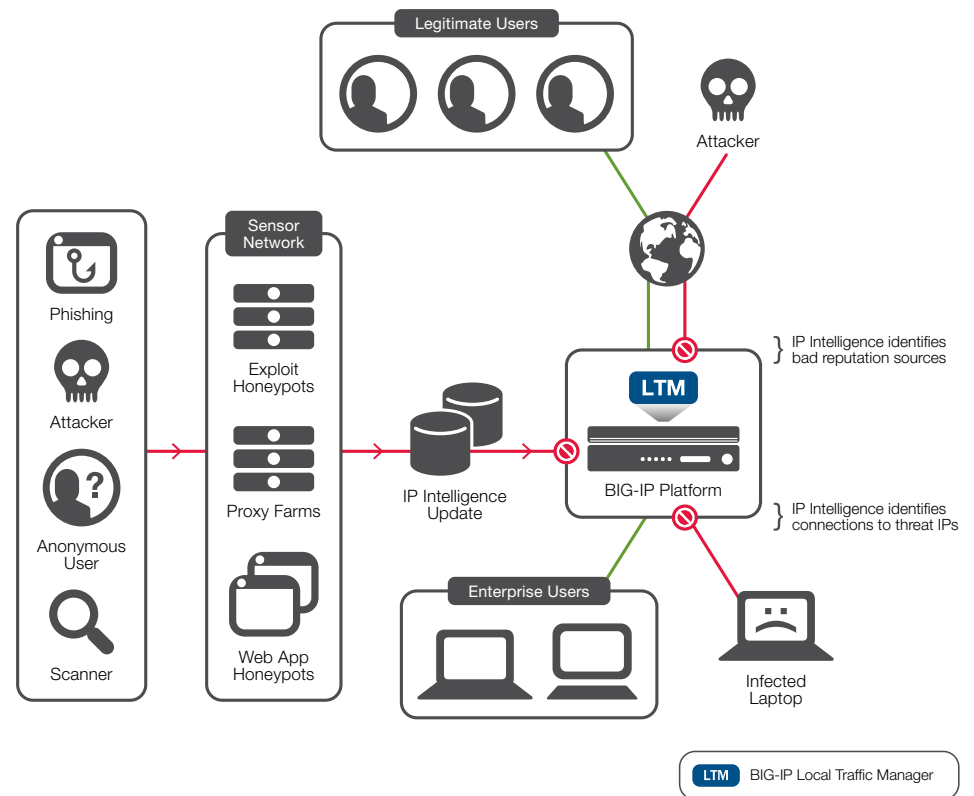 Legitimate Users
Attacker
Phishing
Attacker
Anonymous
User
Scanner
Sensor
Network
Exploit
Honeypots
Proxy Farms
Web App
Honeypots
IP Intelligence
Update
LTM
BIG-IP Platform
} IP Intelligence identifies
bad reputation sources
} IP Intelligence identifies
connections to threat IPs
Enterprise Users
Infected
Laptop
LTM BIG-IP Local Traffic Manager
?